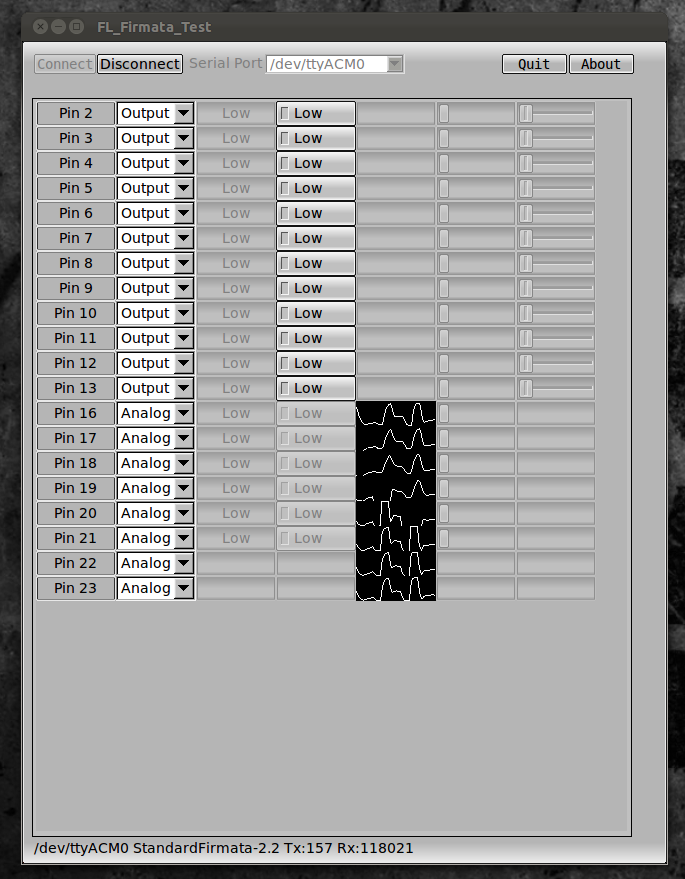 FL_Firmata_Test
Connect Disconnect Serial Port /dev/ttyACM0 Quit About
Pin 2 Output Low Low
Pin 3 Output Low Low
Pin 4 Output Low Low
Pin 5 Output Low Low
Pin 6 Output Low Low
Pin 7 Output Low Low
Pin 8 Output Low Low
Pin 9 Output Low Low
Pin 10 Output Low Low
Pin 11 Output Low Low
Pin 12 Output Low Low
Pin 13 Output Low Low
Pin 16 Analog Low Low
Pin 17 Analog Low Low
Pin 18 Analog Low Low
Pin 19 Analog Low Low
Pin 20 Analog Low Low
Pin 21 Analog Low Low
Pin 22 Analog
Pin 23 Analog
/dev/ttyACM0 StandardFirmata-2.2 Tx:157 Rx:118021